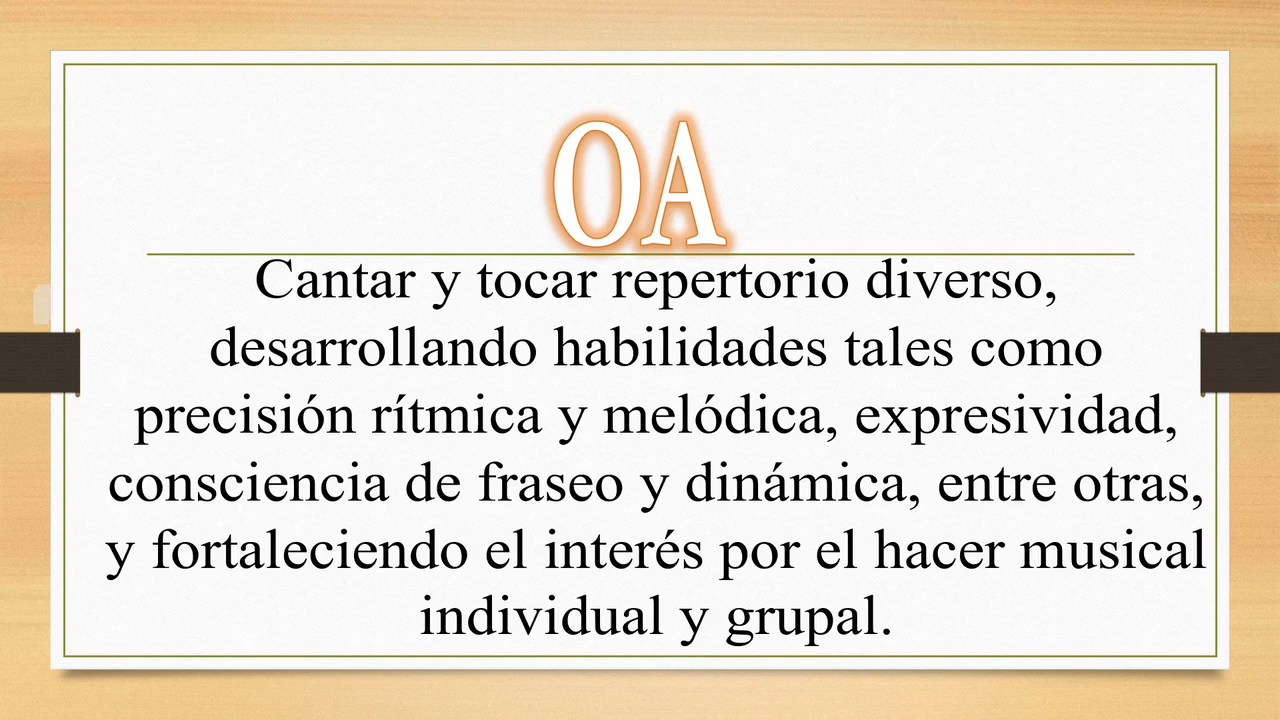 OA
Cantar y tocar repertorio diverso,
desarrollando habilidades tales como
precisión rítmica y melódica, expresividad,
consciencia de fraseo y dinámica, entre otras,
y fortaleciendo el interés por el hacer musical
individual y grupal.